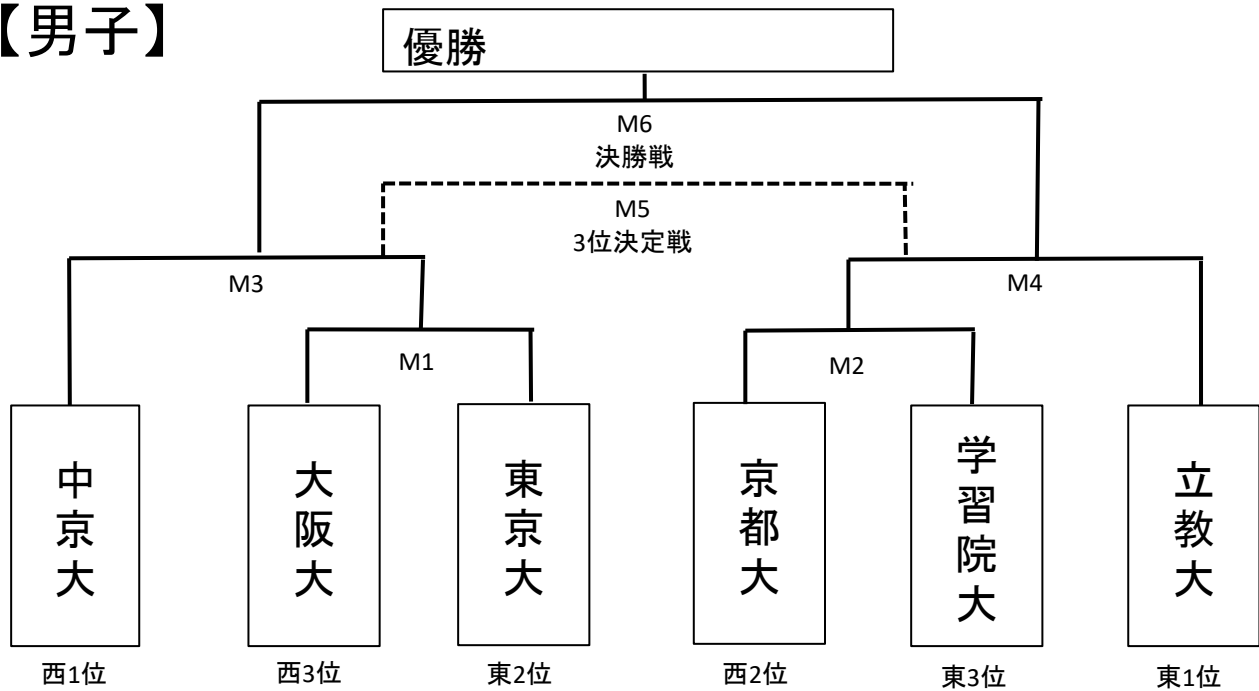 【男子】
優勝
M6
決勝戦
M5
3位決定戦
M3
M4
M1
M2
中京大
大阪大
東京大
京都大
学習院大
立教大
西1位
西3位
東2位
西2位
東3位
東1位